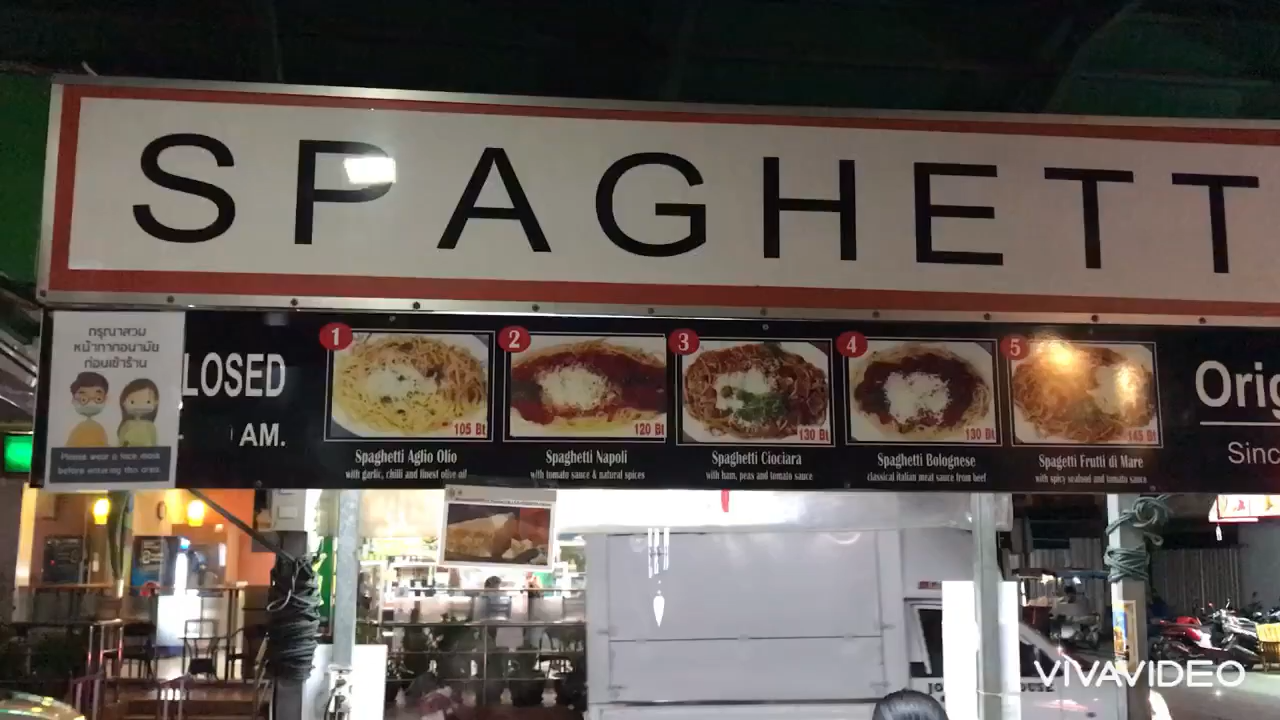 SPAGHETT
กรุณาสวม
หน้ากากอนามัย
ก่อนเข้าร้าน
Please wear a face mask
before entering this area.
LOSED
AM.
1
105 Bt
Spaghetti Aglio Olio
with garlic, chilli and finest olive oil
2
120 Bt
Spaghetti Napoli
with tomato sauce & natural spices
3
130 Bt
Spaghetti Ciociara
with ham, peas and tomato sauce
4
130 Bt
Spaghetti Bolognese
classical italian meat sauce from beef
5
145 Bt
Spagetti Frutti di Mare
with spicy seafood and tomato sauce
Orig
Sinc
VIVAVIDEO